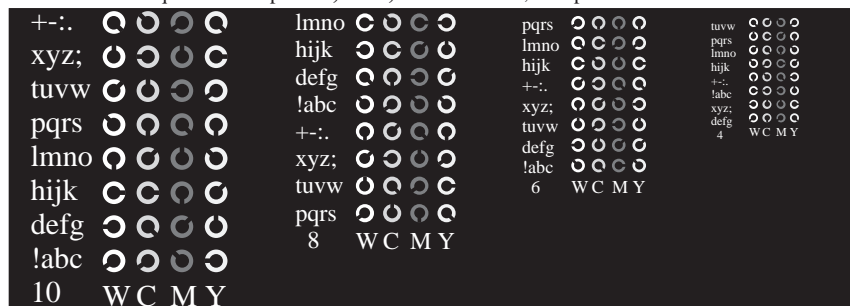 +-:.
xyz;
tuvw
pqrs
lmno
hijk
defg
!abc
10 W C M Y
lmno
hijk
defg
!abc
+-:.
xyz;
tuvw
pqrs
8 W C M Y
pqrs
lmno
hijk
+-:.
xyz;
tuvw
defg
!abc
6 W C M Y
tuvw
pqrs
lmno
hijk
+-:.
!abc
xyz;
defg
4 W C M Y